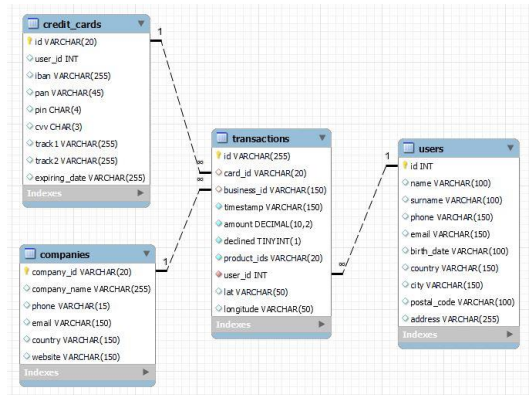 credit_cards
id VARCHAR(20)
user_id INT
iban VARCHAR(255)
pan VARCHAR(45)
pin CHAR(4)
cvv CHAR(3)
track1 VARCHAR(255)
track2 VARCHAR(255)
expiring_date VARCHAR(255)
Indexes
1
∞
∞
1
transactions
id VARCHAR(255)
card_id VARCHAR(20)
business_id VARCHAR(150)
timestamp VARCHAR(150)
amount DECIMAL(10,2)
declined TINYINT(1)
product_ids VARCHAR(20)
user_id INT
lat VARCHAR(50)
longitude VARCHAR(50)
Indexes
1
∞
users
id INT
name VARCHAR(100)
surname VARCHAR(100)
phone VARCHAR(150)
email VARCHAR(150)
birth_date VARCHAR(100)
country VARCHAR(150)
city VARCHAR(150)
postal_code VARCHAR(100)
address VARCHAR(255)
Indexes
companies
company_id VARCHAR(20)
company_name VARCHAR(255)
phone VARCHAR(15)
email VARCHAR(150)
country VARCHAR(150)
website VARCHAR(150)
Indexes